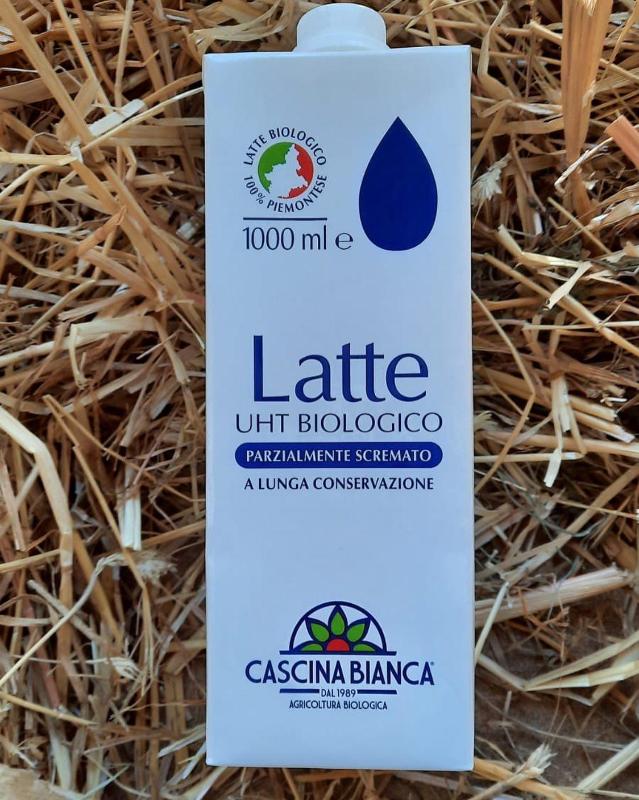 LATTE BIOLOGICO
100% PIEMONTESE
1000 ml e
Latte
UHT BIOLOGICO
PARZIALMENTE SCREMATO
A LUNGA CONSERVAZIONE
CASCINA BIANCA
DAL 1989
AGRICOLTURA BIOLOGICA